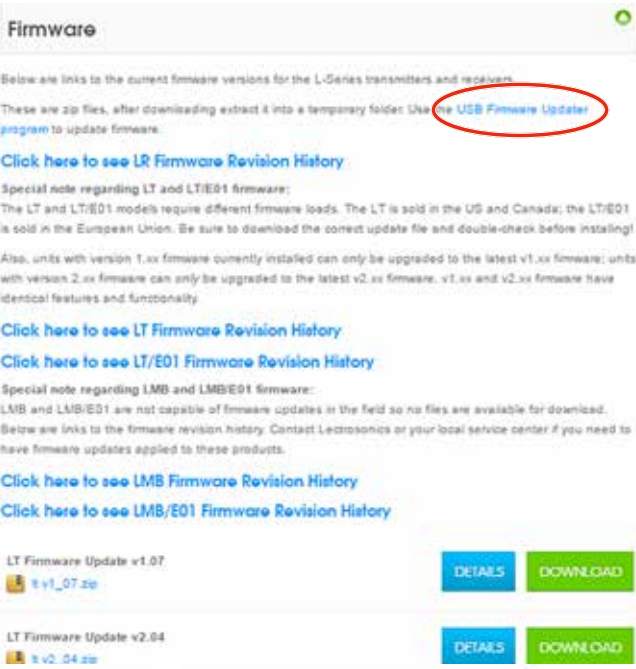 Firmware
Below are links to the current firmware versions for the L-Series transmitters and receivers.
These are zip files, after downloading extract it into a temporary folder. Use the USB Firmware Updater
program to update firmware.
Click here to see LR Firmware Revision History
Special note regarding LT and LT/E01 firmware:
The LT and LT/E01 models require different firmware loads. The LT is sold in the US and Canada; the LT/E01
is sold in the European Union. Be sure to download the correct update file and double-check before installing!
Also, units with version 1.xx firmware currently installed can only be upgraded to the latest v1.xx firmware; units
with version 2.xx firmware can only be upgraded to the latest v2.xx firmware. v1.xx and v2.xx firmware have
identical features and functionality.
Click here to see LT Firmware Revision History
Click here to see LT/E01 Firmware Revision History
Special note regarding LMB and LMB/E01 firmware:
LMB and LMB/E01 are not capable of firmware updates in the field so no files are available for download.
Below are links to the firmware revision history. Contact Lectrosonics or your local service center if you need to
have firmware updates applied to these products.
Click here to see LMB Firmware Revision History
Click here to see LMB/E01 Firmware Revision History
LT Firmware Update v1.07
lt v1_07.zip
DETAILS
DOWNLOAD
LT Firmware Update v2.04
lt v2_04.zip
DETAILS
DOWNLOAD